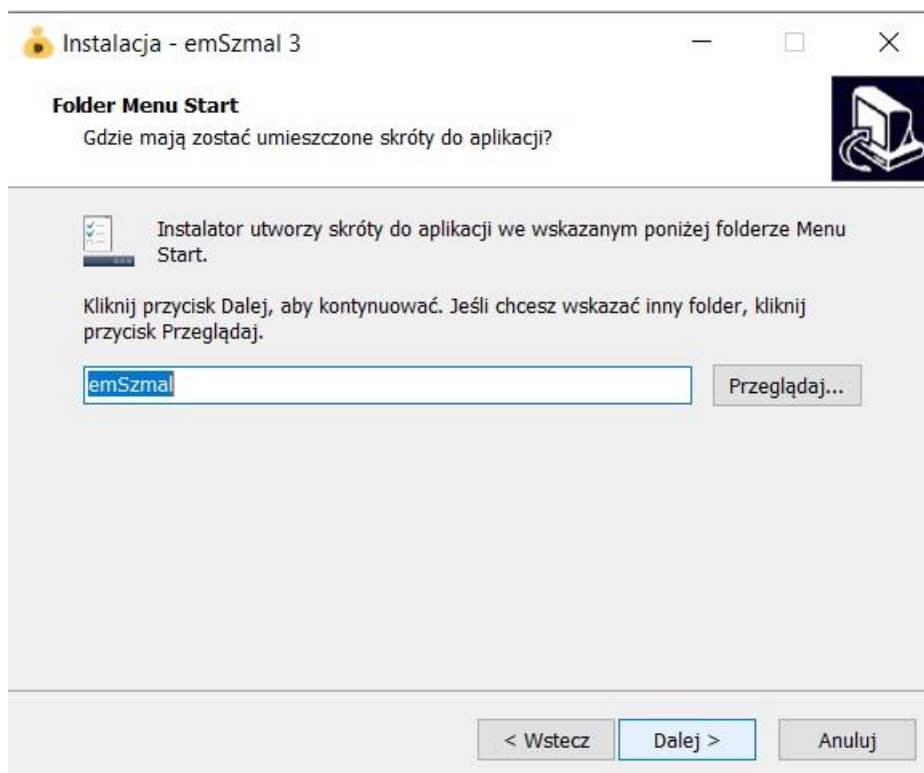 Instalacja - emSzmal 3
Folder Menu Start
Gdzie mają zostać umieszczone skróty do aplikacji?
Instalator utworzy skróty do aplikacji we wskazanym poniżej folderze Menu
Start.
Kliknij przycisk Dalej, aby kontynuować. Jeśli chcesz wskazać inny folder, kliknij
przycisk Przeglądaj.
emSzmal
Przeglądaj...
< Wstecz
Dalej >
Anuluj